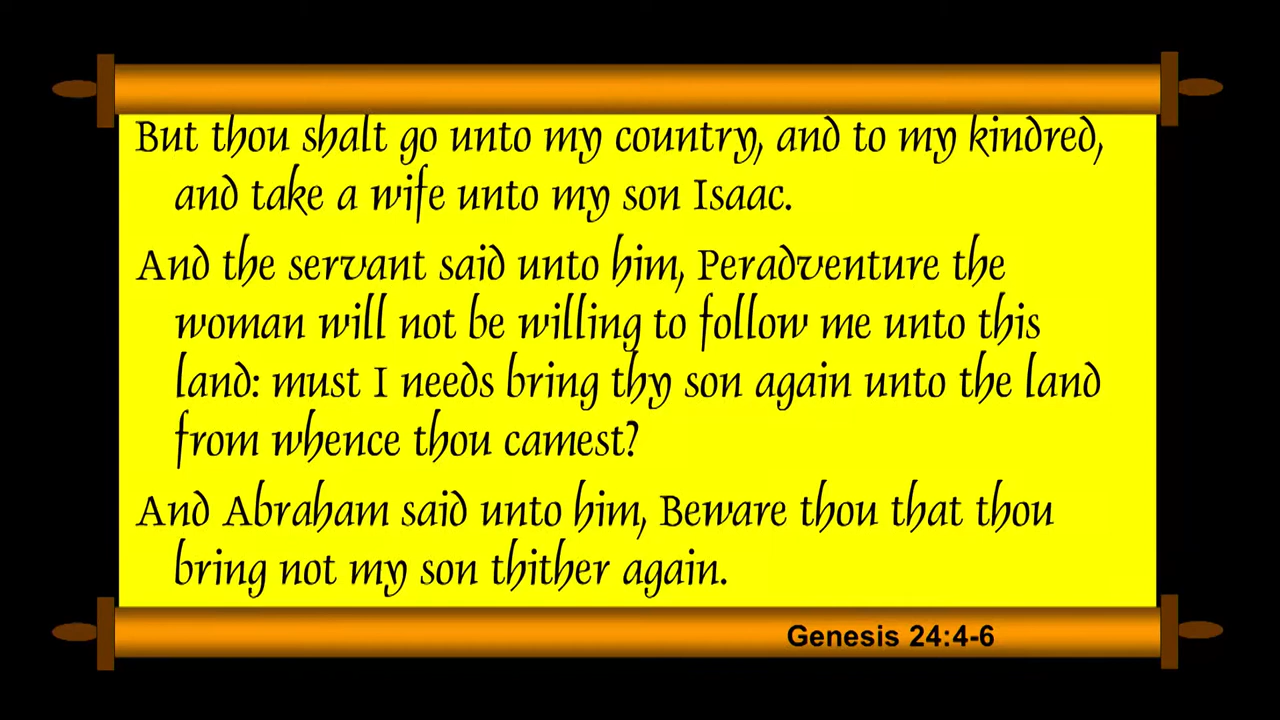 But thou shalt go unto my country, and to my kindred,
and take a wife unto my son Isaac.
And the servant said unto him, Peradventure the
woman will not be willing to follow me unto this
land: must I needs bring thy son again unto the land
from whence thou camest?
And Abraham said unto him, Beware thou that thou
bring not my son thither again.
Genesis 24:4-6